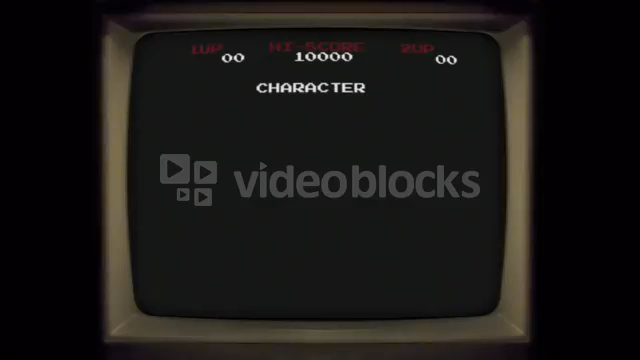 1UP HI-SCORE 2UP
00 10000 00
CHARACTER
videoblocks